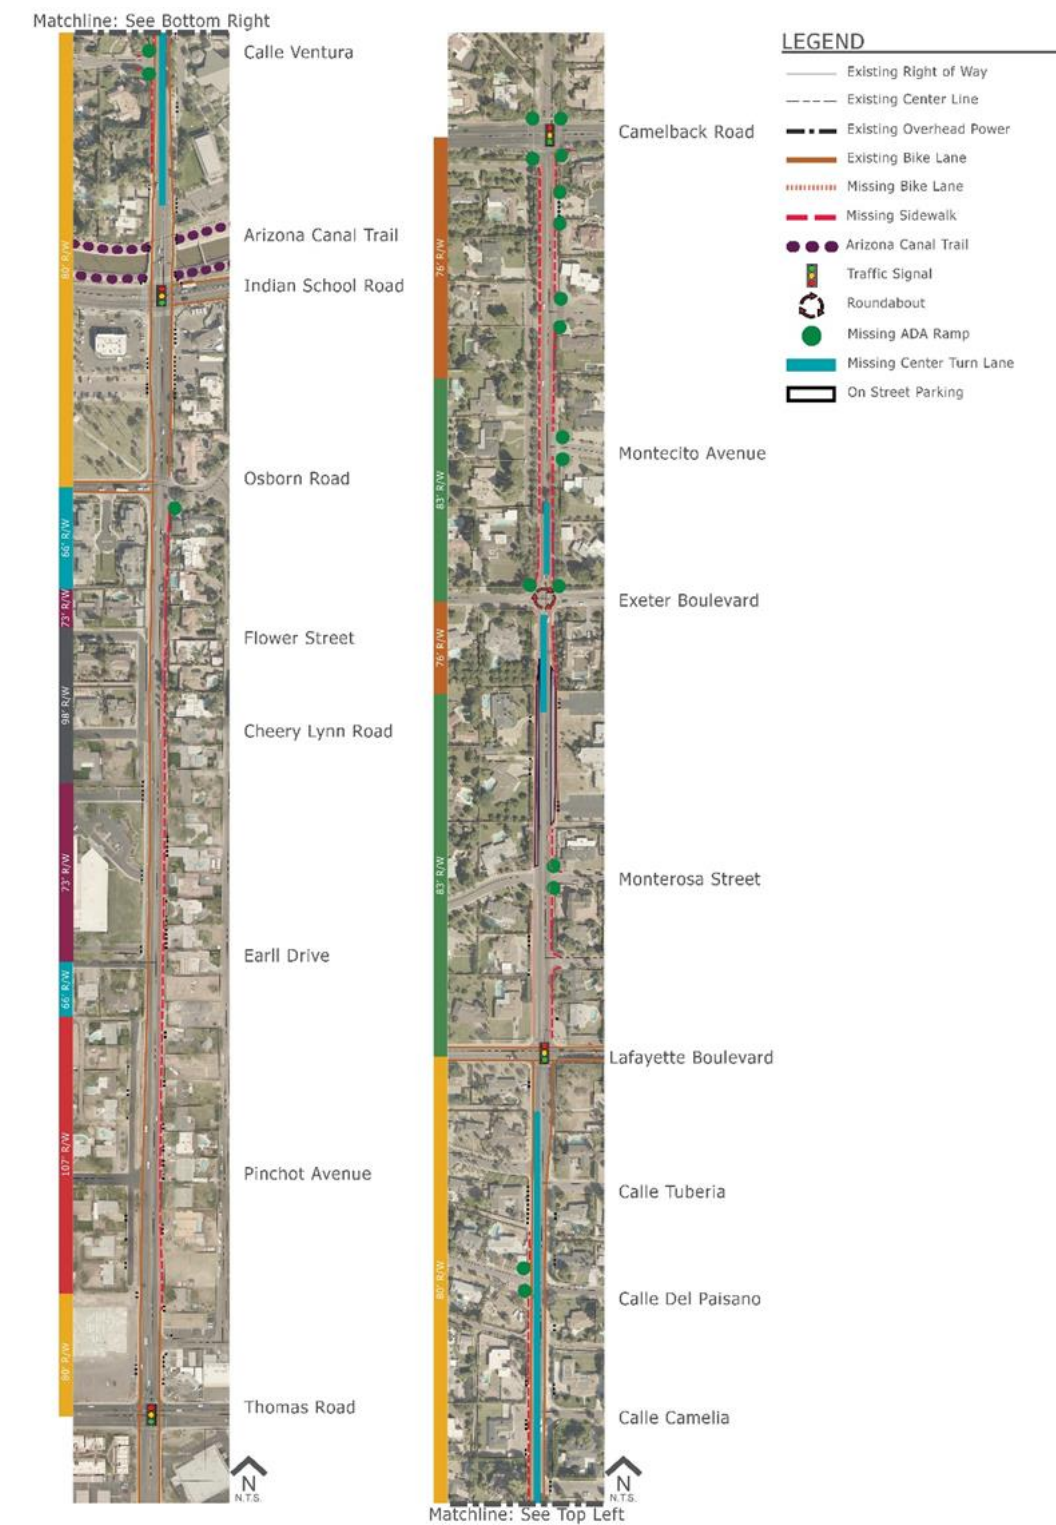 Matchline: See Bottom Right
Calle Ventura
Arizona Canal Trail
Indian School Road
Osborn Road
Flower Street
Cheery Lynn Road
Earll Drive
Pinchot Avenue
Thomas Road
80' R/W
66' R/W
73' R/W
98' R/W
73' R/W
66' R/W
107' R/W
80' R/W
N
N.T.S.
Camelback Road
Montecito Avenue
Exeter Boulevard
Monterosa Street
Lafayette Boulevard
Calle Tuberia
Calle Del Paisano
Calle Camelia
76' R/W
83' R/W
76' R/W
83' R/W
80' R/W
N
N.T.S.
Matchline: See Top Left
LEGEND
Existing Right of Way
Existing Center Line
Existing Overhead Power
Existing Bike Lane
Missing Bike Lane
Missing Sidewalk
Arizona Canal Trail
Traffic Signal
Roundabout
Missing ADA Ramp
Missing Center Turn Lane
On Street Parking